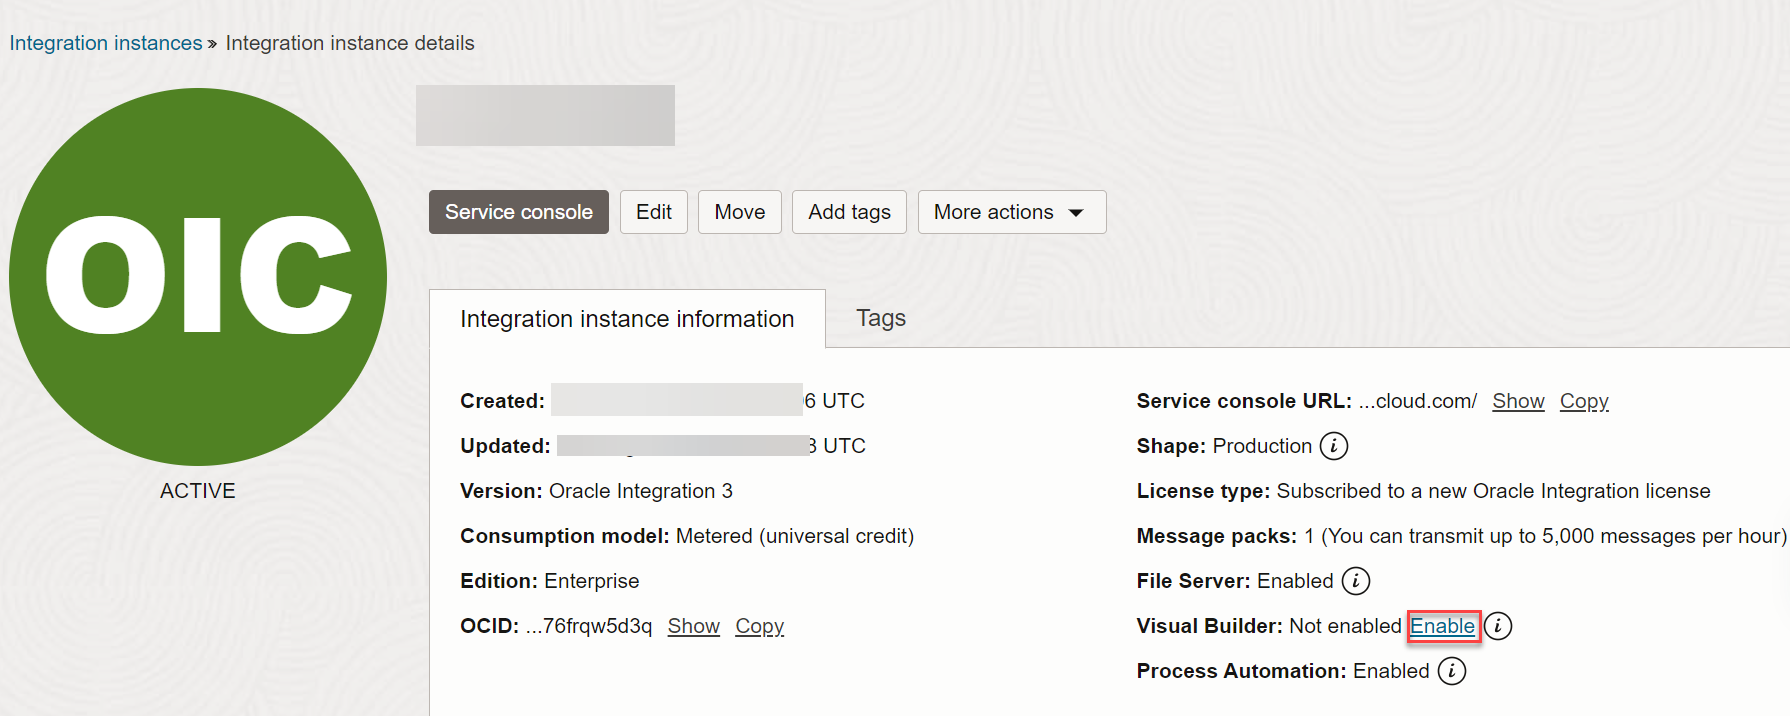 Integration instances » Integration instance details
OIC
ACTIVE
Service console Edit Move Add tags More actions
Integration instance information Tags
Created: 6 UTC
Updated: UTC
Version: Oracle Integration 3
Consumption model: Metered (universal credit)
Edition: Enterprise
OCID: ...76frqw5d3q Show Copy
Service console URL: ...cloud.com/ Show Copy
Shape: Production i
License type: Subscribed to a new Oracle Integration license
Message packs: 1 (You can transmit up to 5,000 messages per hour)
File Server: Enabled i
Visual Builder: Not enabled Enable i
Process Automation: Enabled i